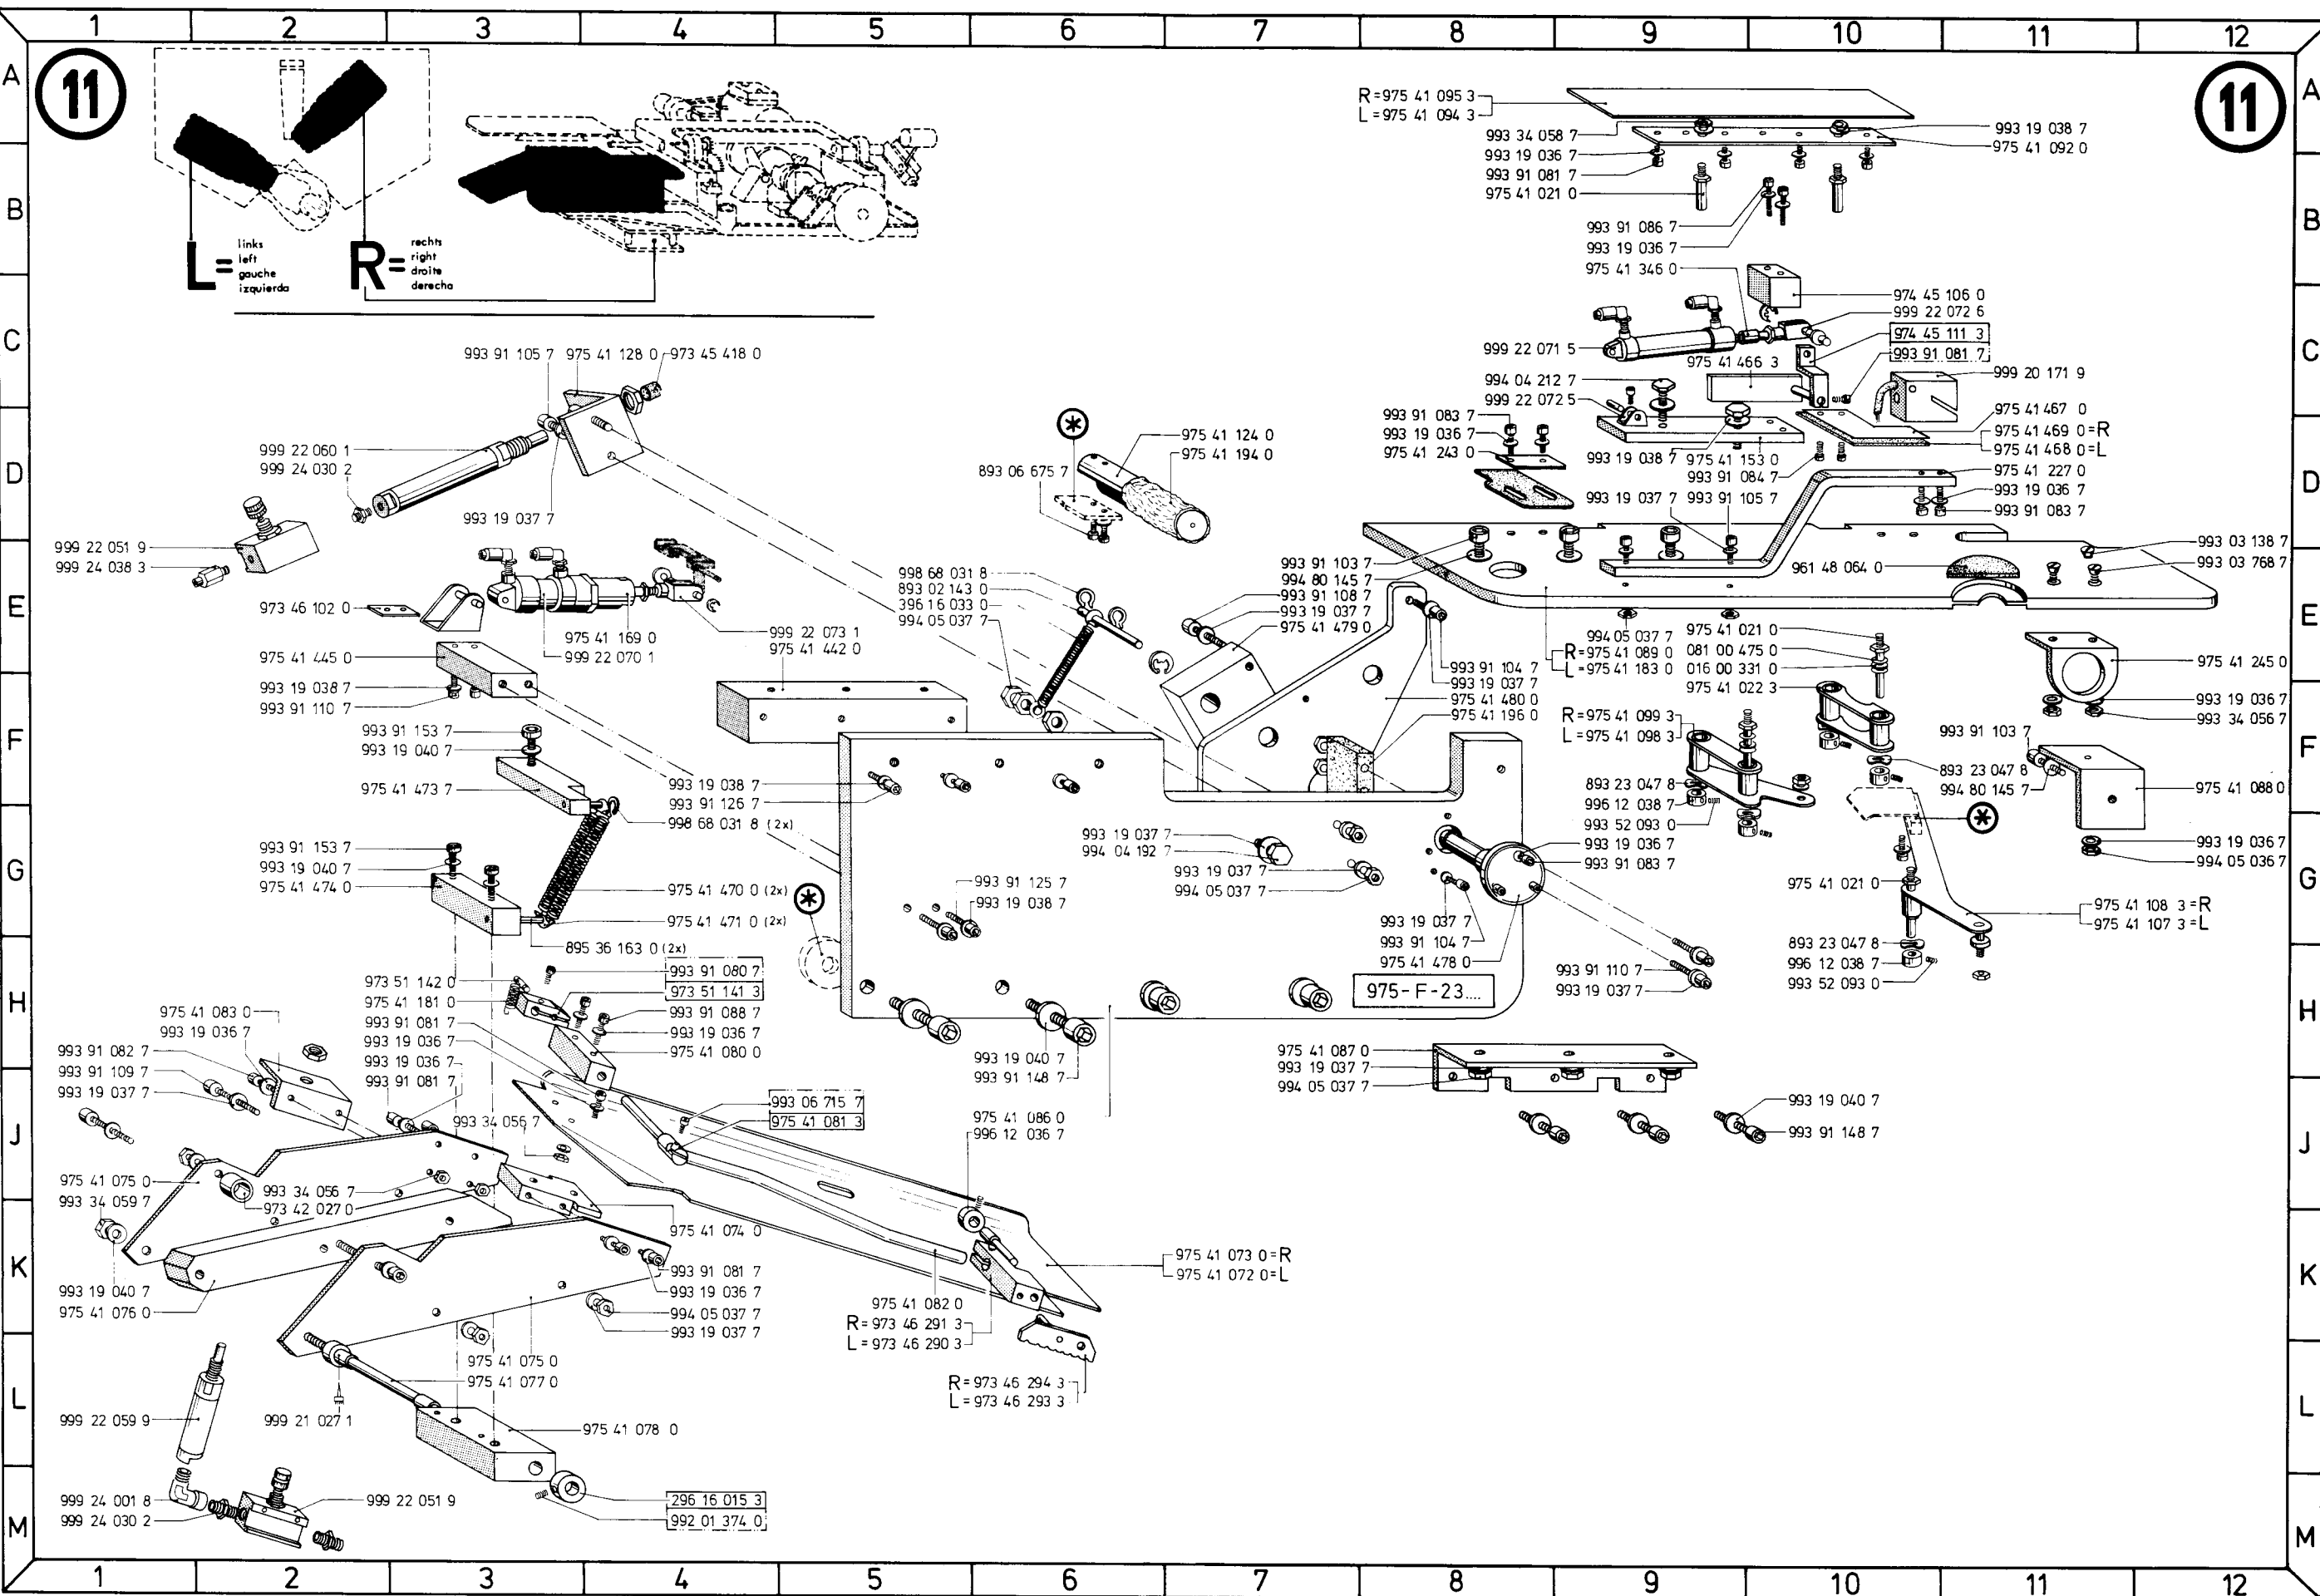 1 2 3 4 5 6 7 8 9 10 11 12
A
11
11
A
B
B
C
C
D
D
E
E
F
F
G
G
H
H
J
J
K
K
L
L
M
M
L = links
left
gauche
izquierda
R = rechts
right
droite
derecha
993 91 105 7
975 41 128 0
973 45 418 0
999 22 060 1
999 24 030 2
993 19 037 7
999 22 051 9
999 24 038 3
973 46 102 0
975 41 169 0
999 22 070 1
999 22 073 1
975 41 442 0
975 41 445 0
993 19 038 7
993 91 110 7
993 91 153 7
993 19 040 7
975 41 473 7
993 19 038 7
993 91 126 7
998 68 031 8 (2x)
993 91 153 7
993 19 040 7
975 41 474 0
975 41 470 0 (2x)
975 41 471 0 (2x)
895 36 163 0 (2x)
893 06 675 7
975 41 124 0
975 41 194 0
998 68 031 8
893 02 143 0
396 16 033 0
994 05 037 7
993 91 108 7
993 19 037 7
975 41 479 0
993 91 104 7
993 19 037 7
975 41 480 0
975 41 196 0
993 19 037 7
994 04 192 7
993 19 037 7
994 05 037 7
993 91 125 7
993 19 038 7
993 19 036 7
993 91 083 7
993 19 037 7
993 91 104 7
975 41 478 0
993 91 110 7
993 19 037 7
975-F-23....
993 19 040 7
993 91 148 7
975 41 086 0
996 12 036 7
R=975 41 095 3
L=975 41 094 3
993 34 058 7
993 19 036 7
993 91 081 7
975 41 021 0
993 19 038 7
975 41 092 0
993 91 086 7
993 19 036 7
975 41 346 0
974 45 106 0
999 22 072 6
974 45 111 3
993 91 081 7
999 22 071 5
975 41 466 3
994 04 212 7
999 22 072 5
999 20 171 9
975 41 467 0
975 41 469 0=R
975 41 468 0=L
993 91 083 7
993 19 036 7
975 41 243 0
993 19 038 7
975 41 153 0
993 91 084 7
975 41 227 0
993 19 036 7
993 91 083 7
993 19 037 7
993 91 105 7
993 91 103 7
994 80 145 7
961 48 064 0
993 03 138 7
993 03 768 7
994 05 037 7
R=975 41 089 0
L=975 41 183 0
975 41 021 0
081 00 475 0
016 00 331 0
975 41 022 3
975 41 245 0
993 19 036 7
993 34 056 7
R=975 41 099 3
L=975 41 098 3
893 23 047 8
996 12 038 7
993 52 093 0
893 23 047 8
993 91 103 7
994 80 145 7
975 41 088 0
993 19 036 7
994 05 036 7
975 41 021 0
975 41 108 3=R
975 41 107 3=L
893 23 047 8
996 12 038 7
993 52 093 0
975 41 087 0
993 19 037 7
994 05 037 7
993 19 040 7
993 91 148 7
993 91 080 7
973 51 141 3
973 51 142 0
975 41 181 0
993 91 081 7
993 19 036 7
993 19 036 7
993 91 081 7
993 91 088 7
993 19 036 7
975 41 080 0
975 41 083 0
993 19 036 7
993 91 082 7
993 91 109 7
993 19 037 7
993 34 056 7
993 06 715 7
975 41 081 3
975 41 075 0
993 34 059 7
993 34 056 7
973 42 027 0
975 41 074 0
993 91 081 7
993 19 036 7
994 05 037 7
993 19 037 7
993 19 040 7
975 41 076 0
975 41 082 0
R=973 46 291 3
L=973 46 290 3
975 41 073 0=R
975 41 072 0=L
R=973 46 294 3
L=973 46 293 3
975 41 075 0
975 41 077 0
999 22 059 9
999 21 027 1
975 41 078 0
999 24 001 8
999 24 030 2
999 22 051 9
296 16 015 3
992 01 374 0
1 2 3 4 5 6 7 8 9 10 11 12